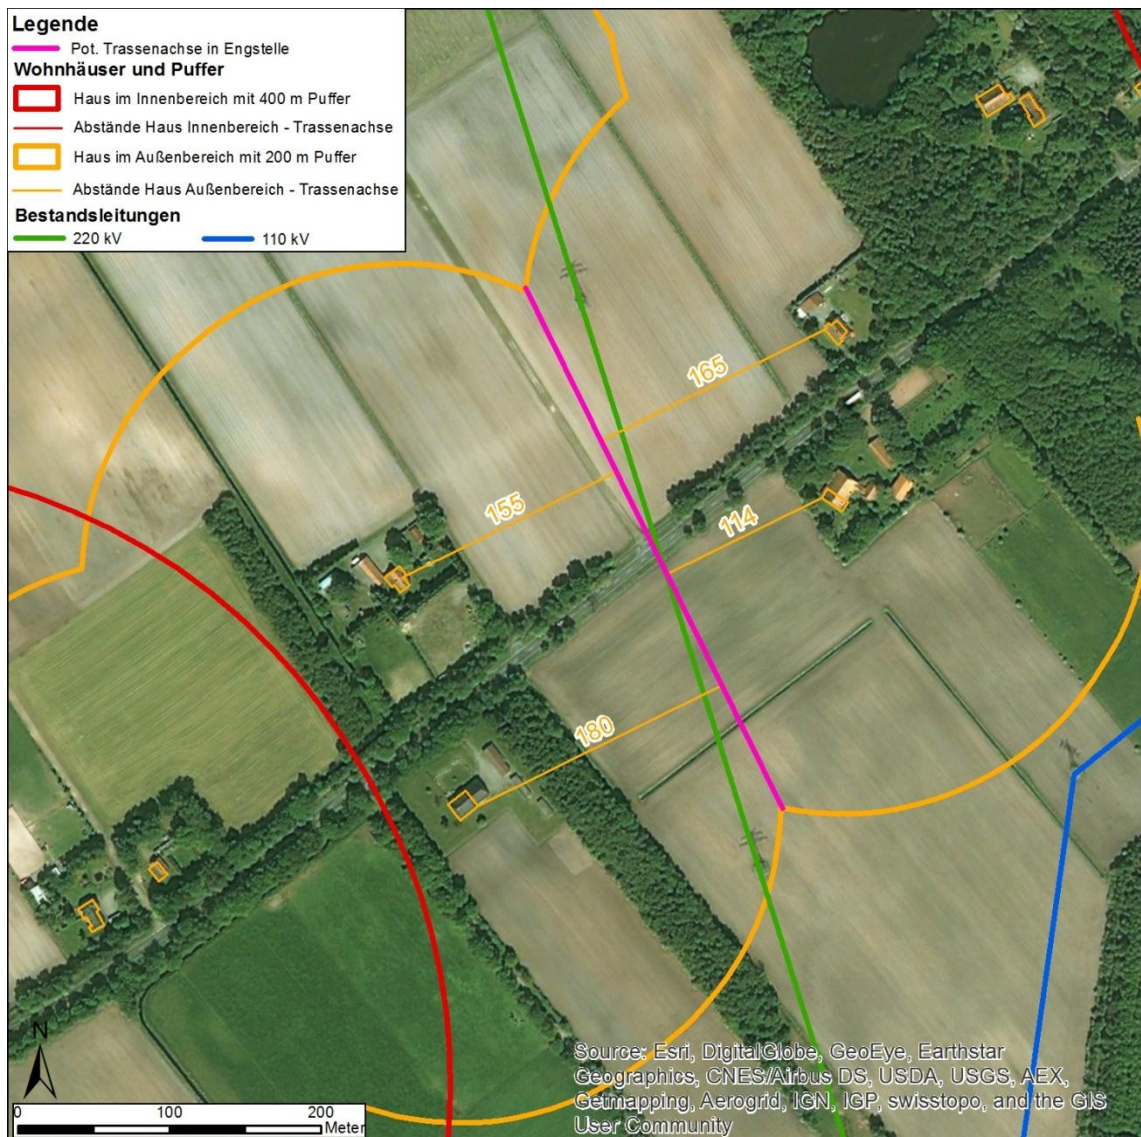 Legende
Pot. Trassenachse in Engstelle
Wohnhäuser und Puffer
Haus im Innenbereich mit 400 m Puffer
Abstände Haus Innenbereich - Trassenachse
Haus im Außenbereich mit 200 m Puffer
Abstände Haus Außenbereich - Trassenachse
Bestandsleitungen
220 kV 110 kV
165
155
114
180
N
0 100 200
Meter
Source: Esri, DigitalGlobe, GeoEye, Earthstar
Geographics, CNES/Airbus DS, USDA, USGS, AEX,
Getmapping, Aerogrid, IGN, IGP, swisstopo, and the GIS
User Community